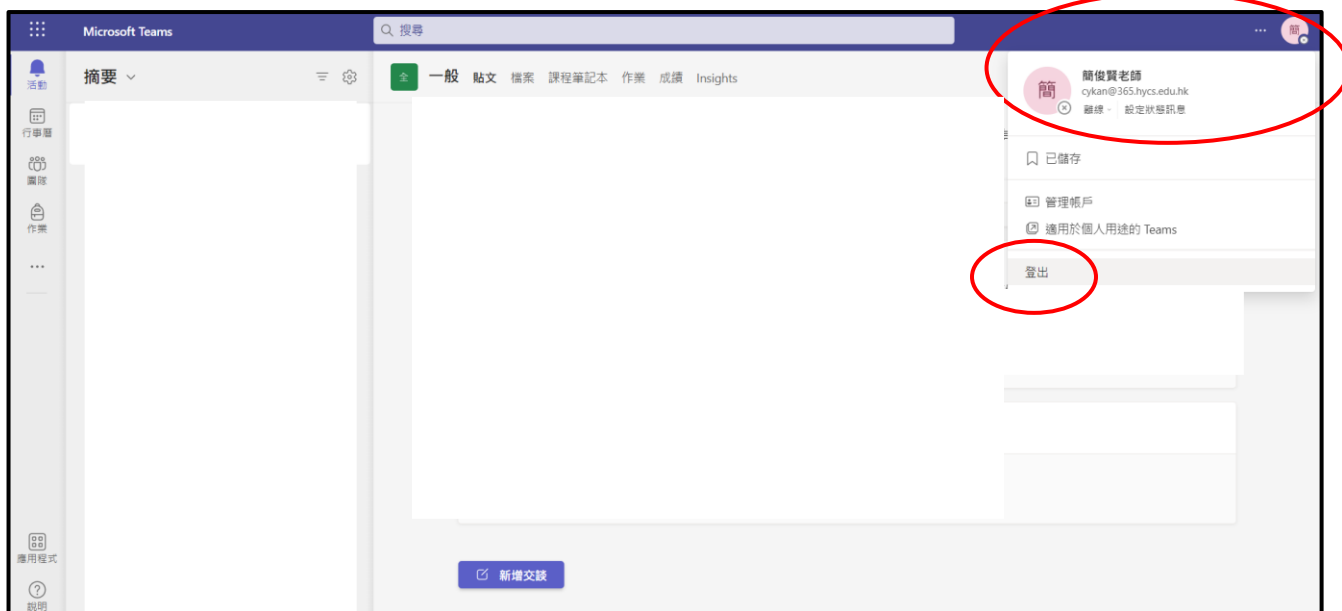 Microsoft Teams
搜尋
簡
活動
行事曆
團隊
作業
應用程式
說明
摘要
全 一般 貼文 檔案 課程筆記本 作業 成績 Insights
新增交談
簡
簡俊賢老師
cykan@365.hycs.edu.hk
離線 設定狀態訊息
已儲存
管理帳戶
適用於個人用途的 Teams
登出